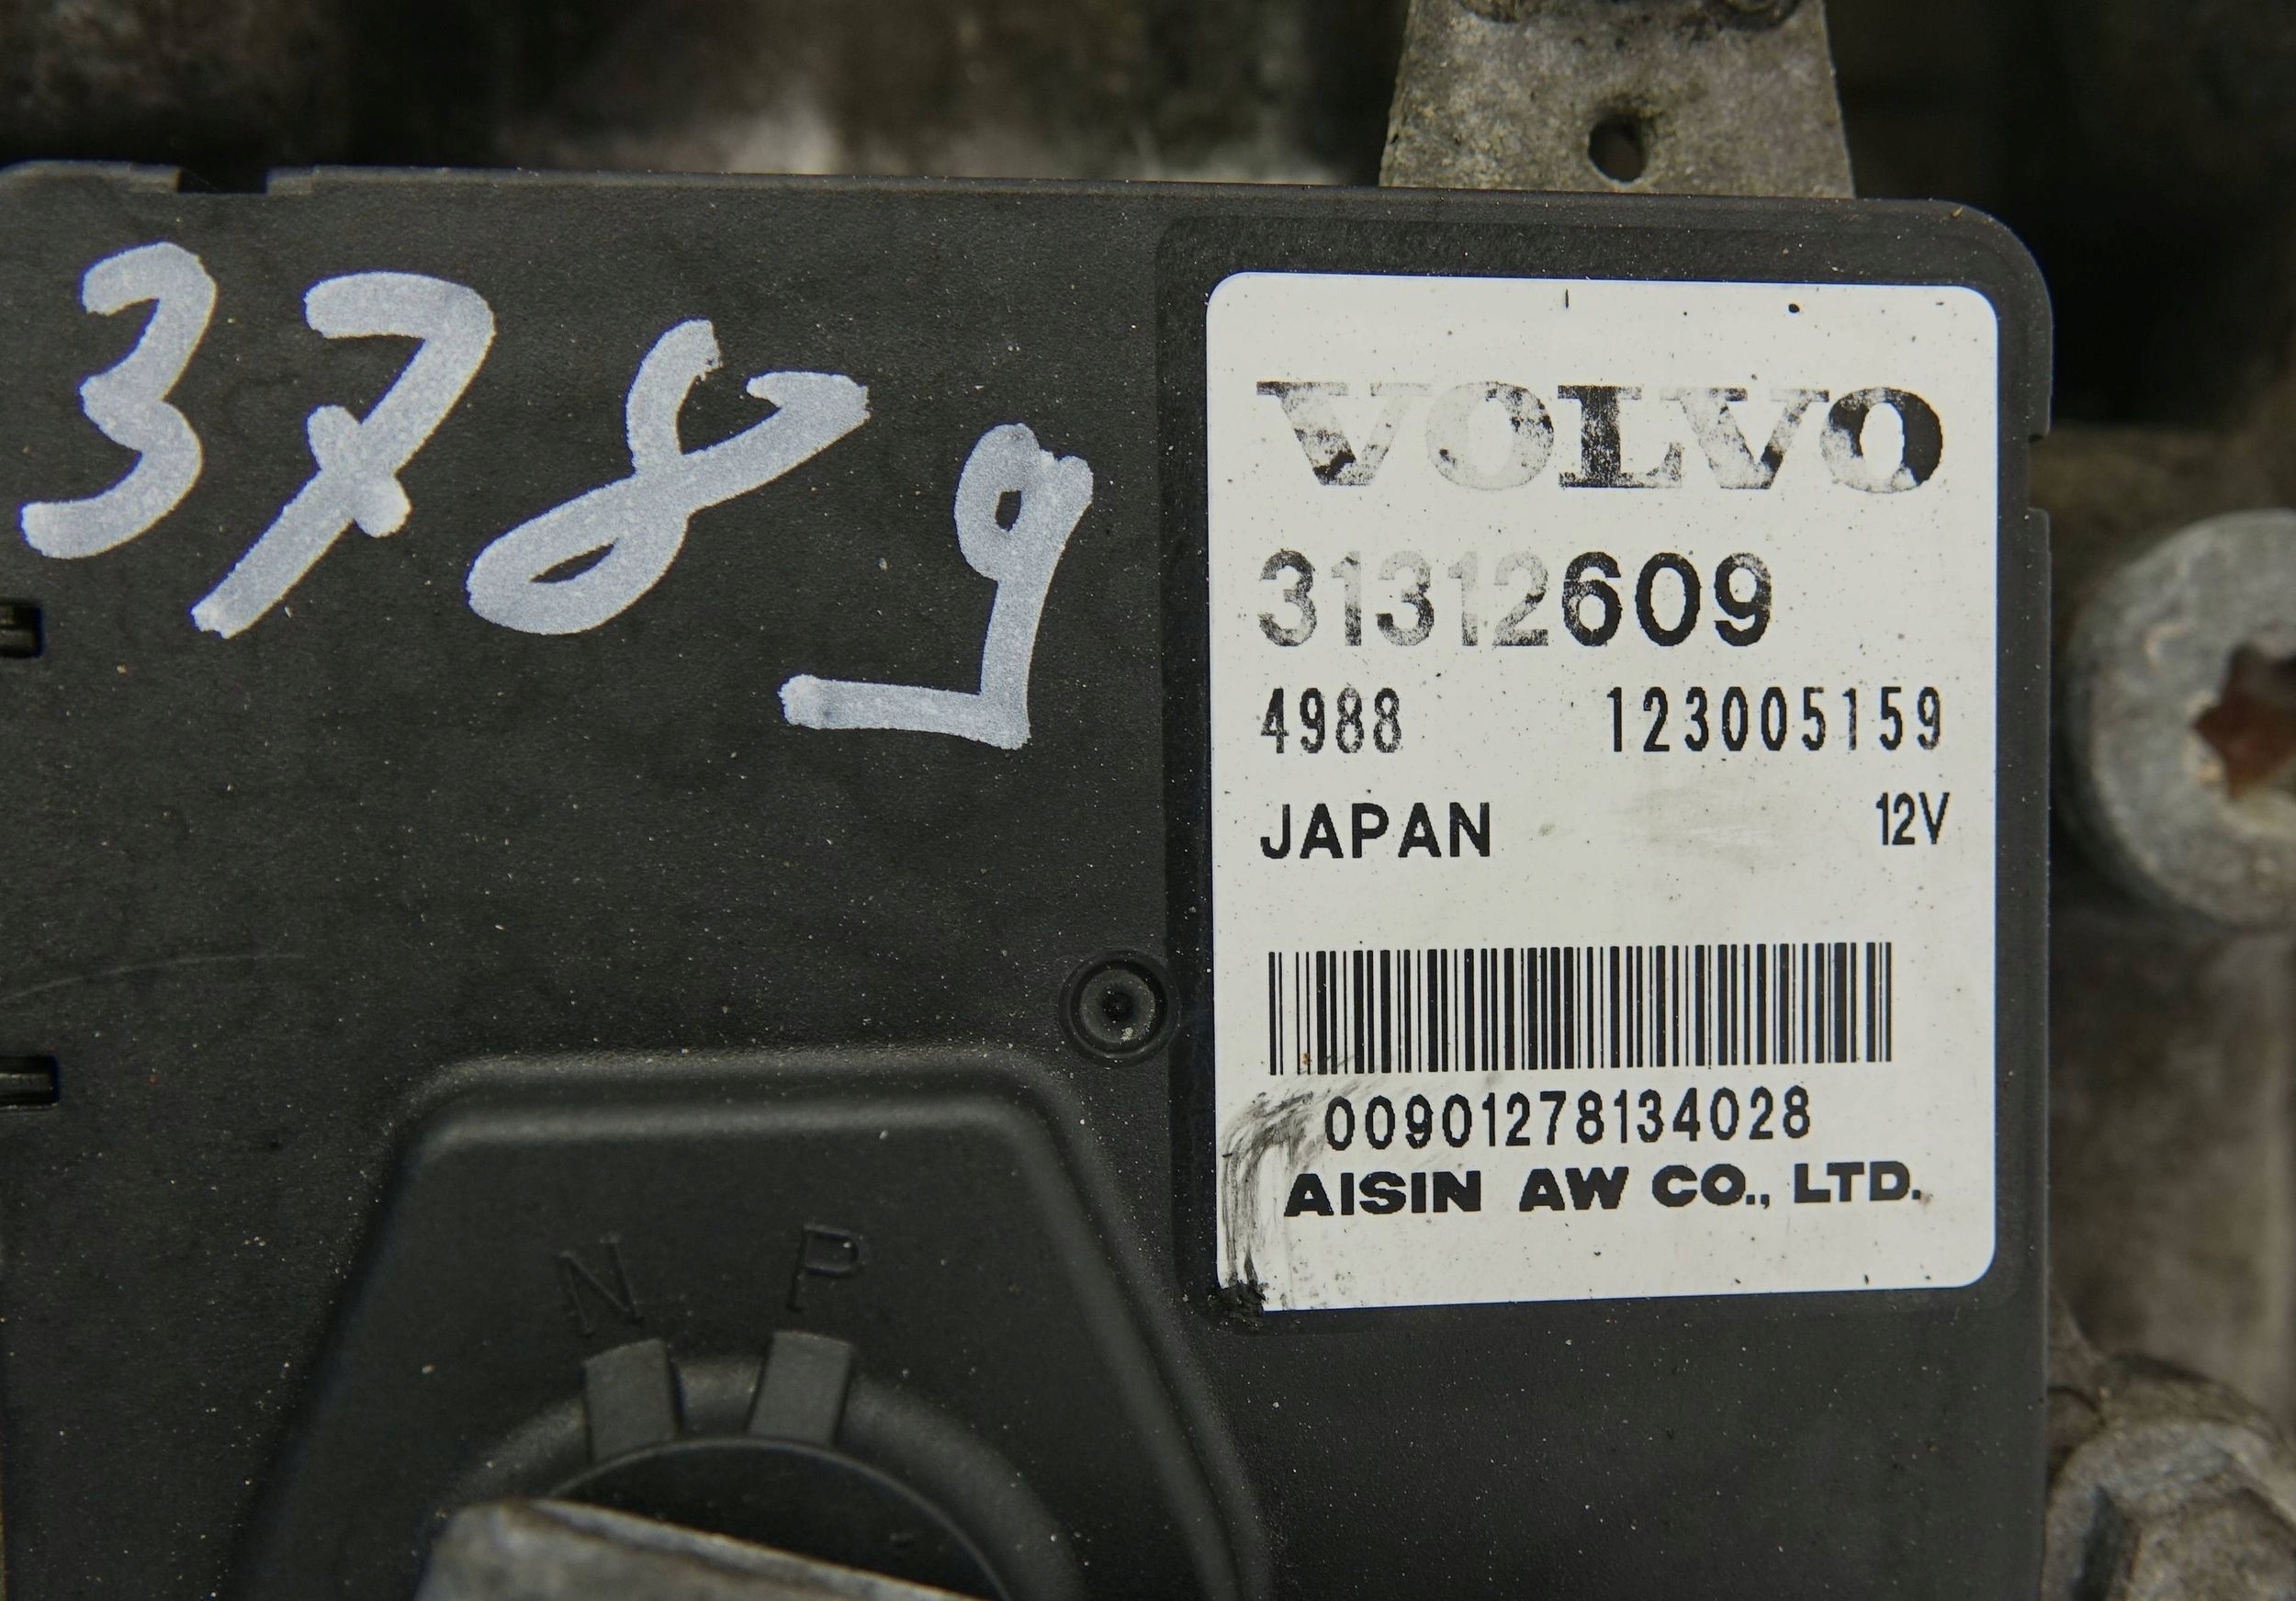 3789
VOLVO
31312609
4988 123005159
JAPAN 12V
00901278134028
AISIN AW CO., LTD.
N P